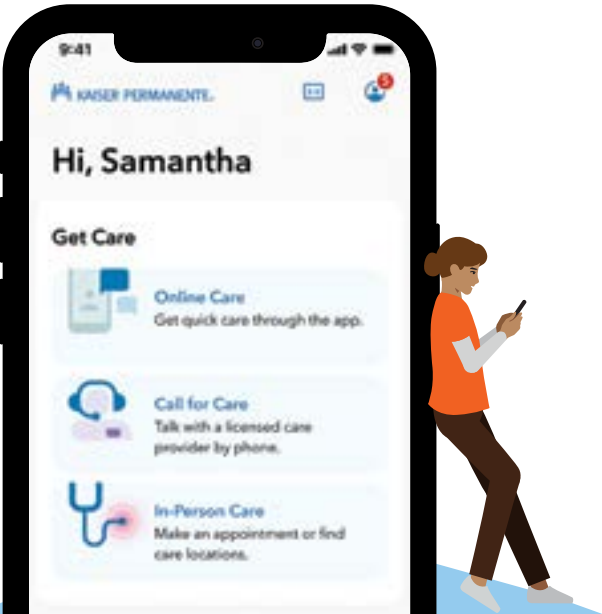 9:41
KAISER PERMANENTE.
5
Hi, Samantha
Get Care
Online Care
Get quick care through the app.
Call for Care
Talk with a licensed care
provider by phone.
In-Person Care
Make an appointment or find
care locations.